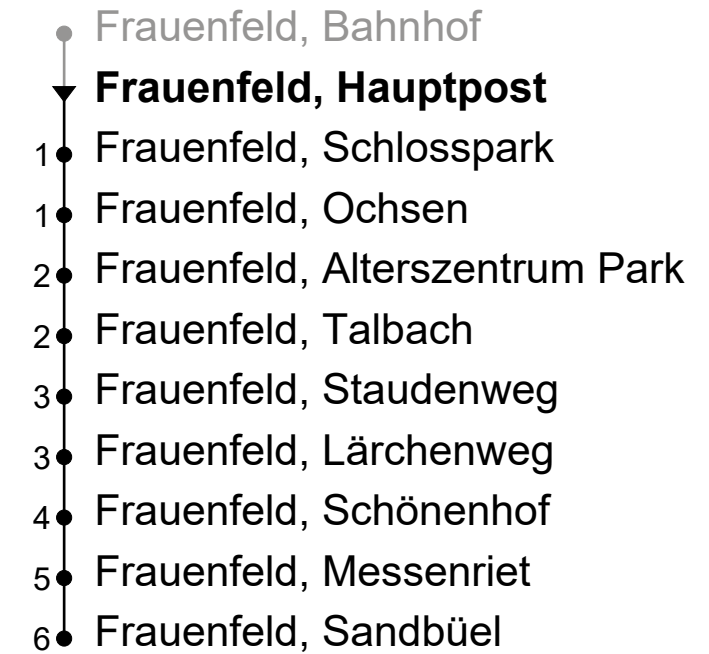 Frauenfeld, Bahnhof
Frauenfeld, Hauptpost
1 Frauenfeld, Schlosspark
1 Frauenfeld, Ochsen
2 Frauenfeld, Alterszentrum Park
2 Frauenfeld, Talbach
3 Frauenfeld, Staudenweg
3 Frauenfeld, Lärchenweg
4 Frauenfeld, Schönenhof
5 Frauenfeld, Messenriet
6 Frauenfeld, Sandbüel